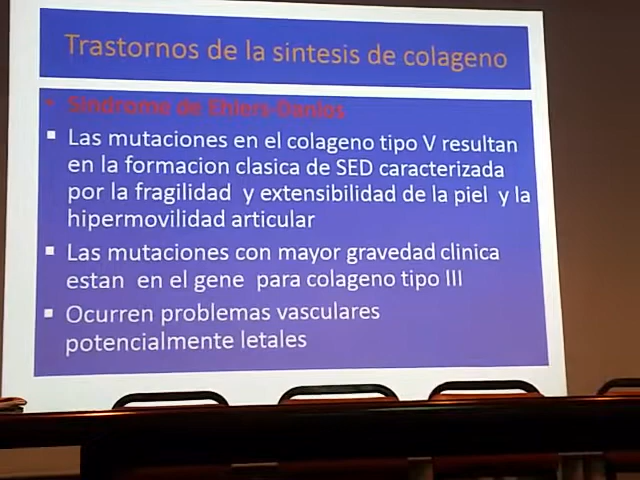 Trastornos de la sintesis de colageno
• Sindrome de Ehlers-Danlos
▪ Las mutaciones en el colageno tipo V resultan
en la formacion clasica de SED caracterizada
por la fragilidad y extensibilidad de la piel y la
hipermovilidad articular
▪ Las mutaciones con mayor gravedad clinica
estan en el gene para colageno tipo III
▪ Ocurren problemas vasculares
potencialmente letales